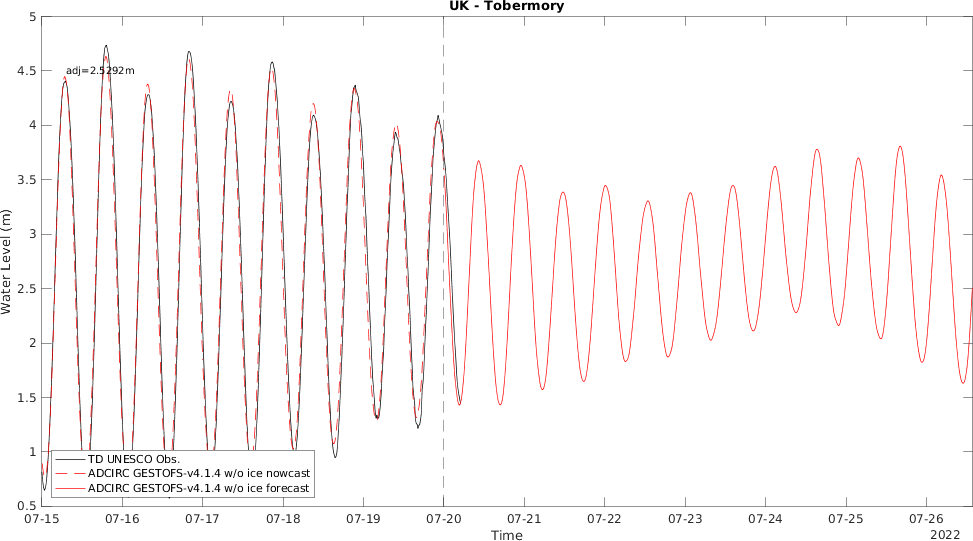 UK - Tobermory
adj=2.5292m
Water Level (m)
5
4.5
4
3.5
3
2.5
2
1.5
1
0.5
TD UNESCO Obs.
ADCIRC GESTOFS-v4.1.4 w/o ice nowcast
ADCIRC GESTOFS-v4.1.4 w/o ice forecast
07-15 07-16 07-17 07-18 07-19 07-20 07-21 07-22 07-23 07-24 07-25 07-26
Time
2022